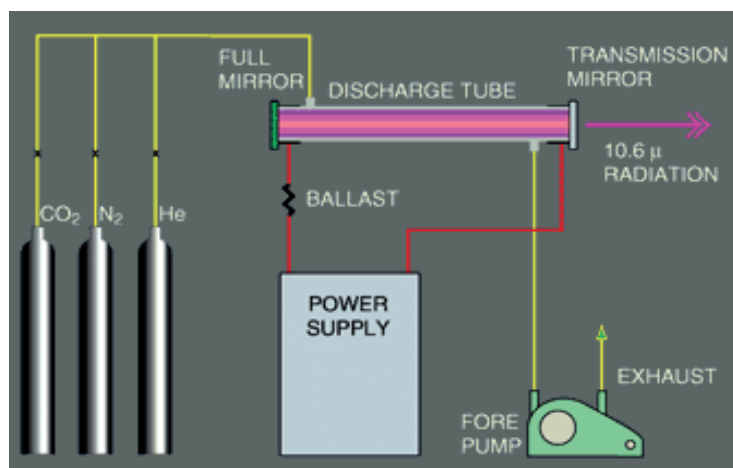 FULL
MIRROR
DISCHARGE TUBE
TRANSMISSION
MIRROR
10.6 μ
RADIATION
BALLAST
CO₂
N₂
He
POWER
SUPPLY
EXHAUST
FORE
PUMP